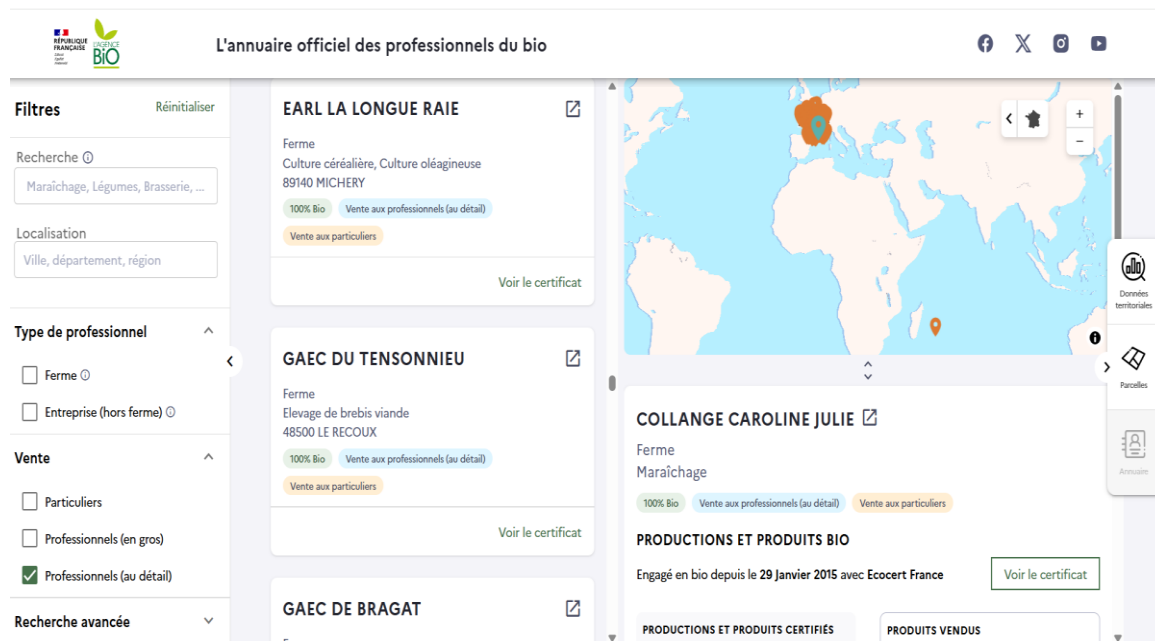 RÉPUBLIQUE
FRANÇAISE
L'AGENCE
BiO
L'annuaire officiel des professionnels du bio
Filtres
Réinitialiser
Recherche
Maraîchage, Légumes, Brasserie, ...
Localisation
Ville, département, région
Type de professionnel
Ferme
Entreprise (hors ferme)
Vente
Particuliers
Professionnels (en gros)
Professionnels (au détail)
Recherche avancée
EARL LA LONGUE RAIE
Ferme
Culture céréalière, Culture oléagineuse
89140 MICHERY
100% Bio Vente aux professionnels (au détail)
Vente aux particuliers
Voir le certificat
GAEC DU TENSONNIEU
Ferme
Elevage de brebis viande
48500 LE RECOUX
100% Bio Vente aux professionnels (au détail)
Vente aux particuliers
Voir le certificat
GAEC DE BRAGAT
+
−
Données
territoriales
Parcelles
Annuaire
COLLANGE CAROLINE JULIE
Ferme
Maraîchage
100% Bio Vente aux professionnels (au détail) Vente aux particuliers
PRODUCTIONS ET PRODUITS BIO
Engagé en bio depuis le 29 Janvier 2015 avec Ecocert France
Voir le certificat
PRODUCTIONS ET PRODUITS CERTIFIÉS
PRODUITS VENDUS